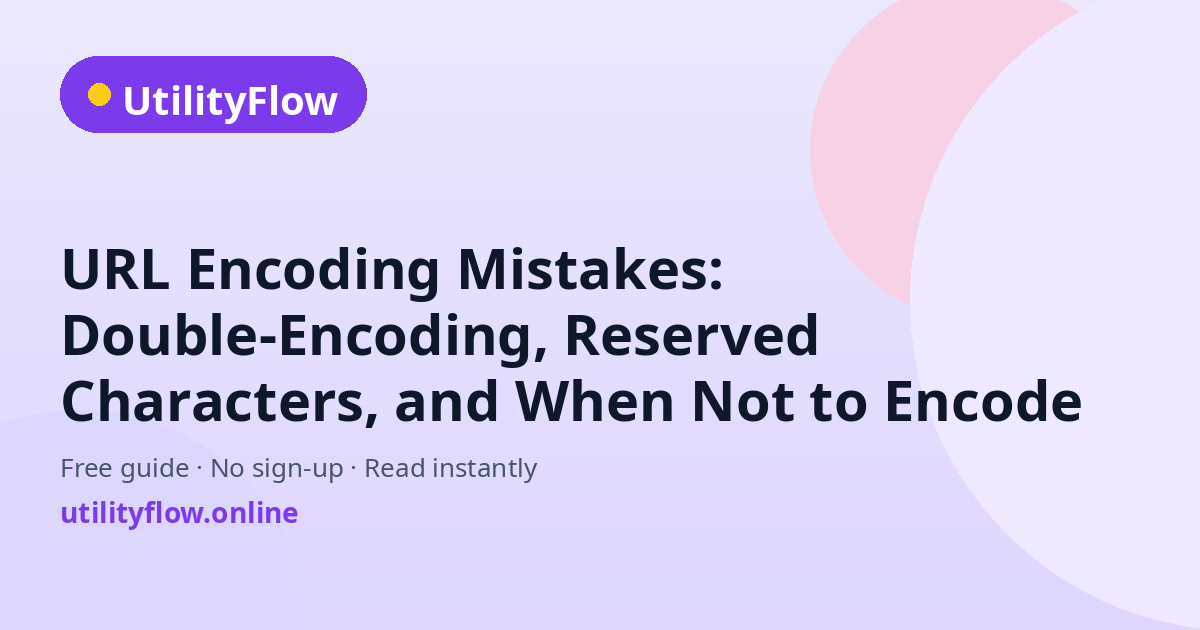 UtilityFlow
URL Encoding Mistakes:
Double-Encoding, Reserved
Characters, and When Not to Encode
Free guide · No sign-up · Read instantly
utilityflow.online